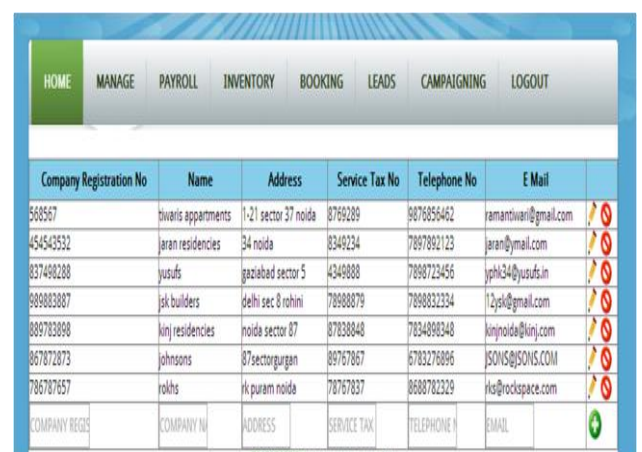 HOME MANAGE PAYROLL INVENTORY BOOKING LEADS CAMPAIGNING LOGOUT
Company Registration No Name Address Service Tax No Telephone No E Mail
568567 tiwaris appartments 1-21 sector 37 noida 8769289 9876856462 ramantiwari@gmail.com
454543532 jaran residencies 34 noida 8349234 7897892123 jaran@ymail.com
837498288 yusufs gaziabad sector 5 4349888 7898723456 yphk34@yusufs.in
989883887 jsk builders delhi sec 8 rohini 78988879 7898832334 12ysk@gmail.com
889783898 kinj residencies noida sector 87 87838848 7834898348 kinjnoida@kinj.com
867872873 johnsons 87sectorgurgan 89767867 6783276896 JSONS@JSONS.COM
786787657 rokhs rk puram noida 78767837 8688782329 rks@rockspace.com
COMPANY REGIS COMPANY NA ADDRESS SERVICE TAX TELEPHONE N EMAIL